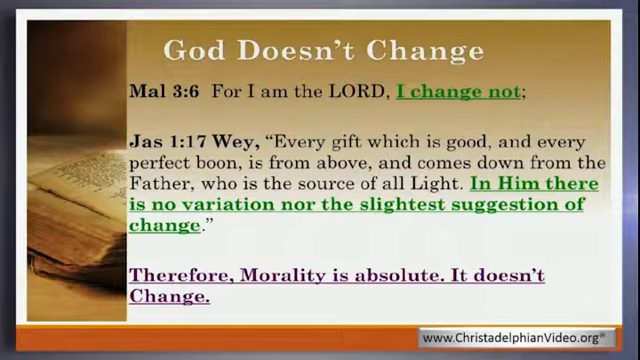 God Doesn't Change
Mal 3:6 For I am the LORD, I change not;
Jas 1:17 Wey, “Every gift which is good, and every
perfect boon, is from above, and comes down from the
Father, who is the source of all Light. In Him there
is no variation nor the slightest suggestion of
change.”
Therefore, Morality is absolute. It doesn't
Change.
www.ChristadelphianVideo.org®